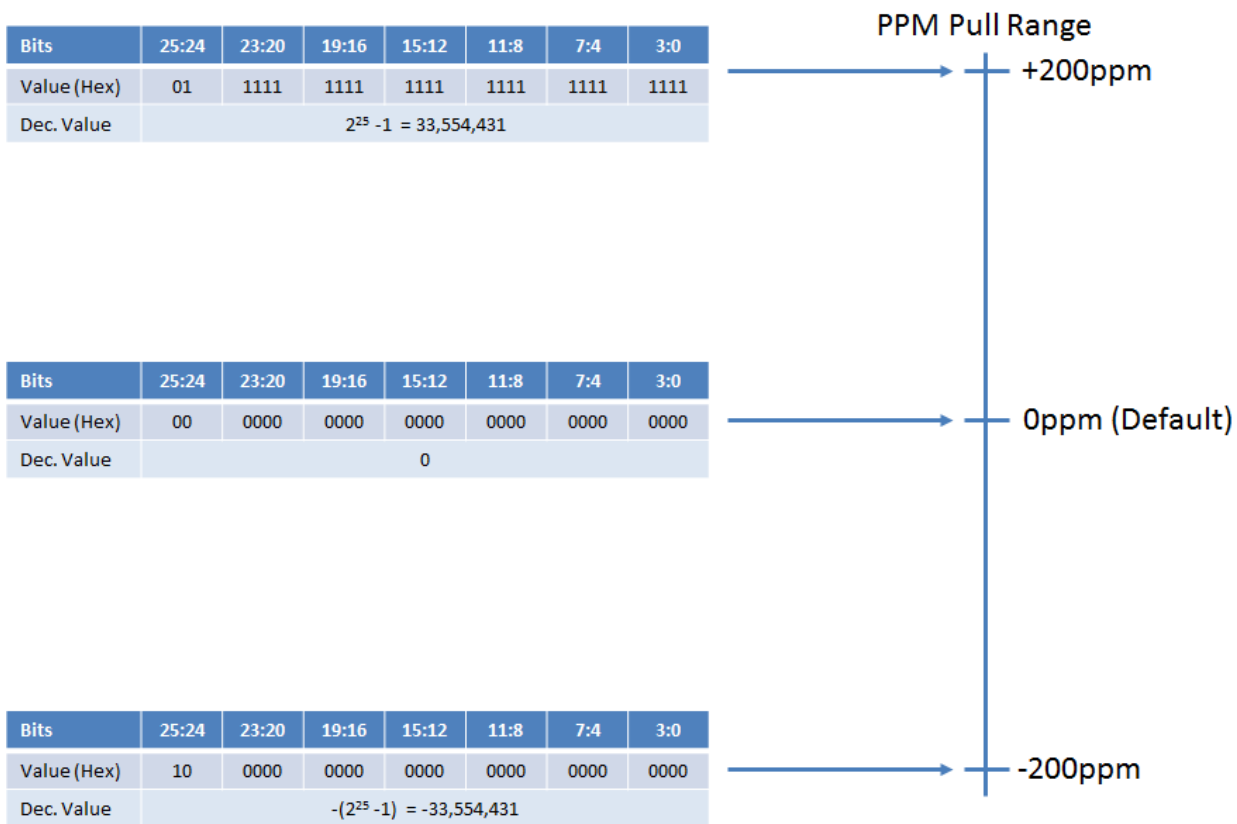 PPM Pull Range
Bits 25:24 23:20 19:16 15:12 11:8 7:4 3:0
Value (Hex) 01 1111 1111 1111 1111 1111 1111
Dec. Value 2²⁵ -1 = 33,554,431
+200ppm
Bits 25:24 23:20 19:16 15:12 11:8 7:4 3:0
Value (Hex) 00 0000 0000 0000 0000 0000 0000
Dec. Value 0
0ppm (Default)
Bits 25:24 23:20 19:16 15:12 11:8 7:4 3:0
Value (Hex) 10 0000 0000 0000 0000 0000 0000
Dec. Value -(2²⁵ -1) = -33,554,431
-200ppm